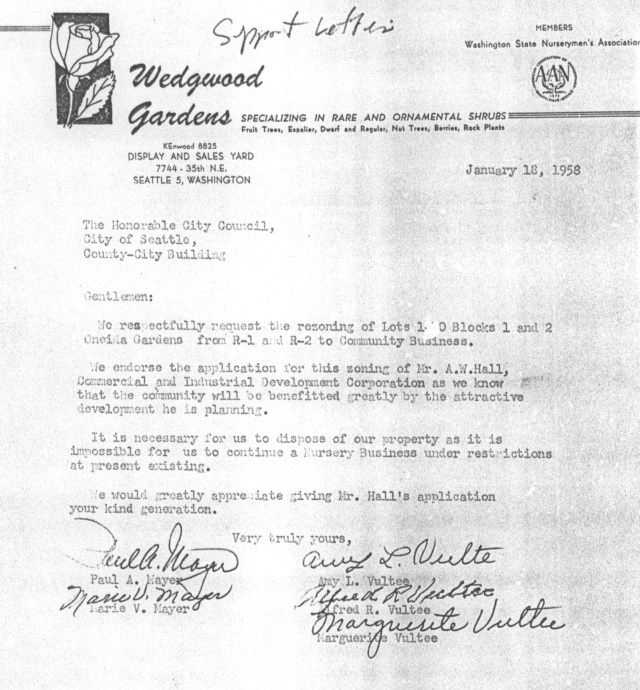 Support Letter
MEMBERS
Washington State Nurserymen's Association
AAN
Wedgwood
Gardens SPECIALIZING IN RARE AND ORNAMENTAL SHRUBS
Fruit Trees, Espalier, Dwarf and Regular, Nut Trees, Berries, Rock Plants
KEnwood 8825
DISPLAY AND SALES YARD
7744 - 35th N.E.
SEATTLE 5, WASHINGTON
January 18, 1958
The Honorable City Council,
City of Seattle,
County-City Building
Gentlemen:
We respectfully request the rezoning of Lots 1- 0 Blocks 1 and 2
Oneida Gardens from R-1 and R-2 to Community Business.
We endorse the application for this zoning of Mr. A.W.Hall,
Commercial and Industrial Development Corporation as we know
that the community will be benefitted greatly by the attractive
development he is planning.
It is necessary for us to dispose of our property as it is
impossible for us to continue a Nursery Business under restrictions
at present existing.
We would greatly appreciate giving Mr. Hall's application
your kind generation.
Very truly yours,
Paul A. Mayer
Paul A. Mayer
Marie V. Mayer
Marie V. Mayer
Amy L. Vultee
Amy L. Vultee
Alfred R Vultee
Alfred R. Vultee
Marguerite Vultee
Marguerite Vultee